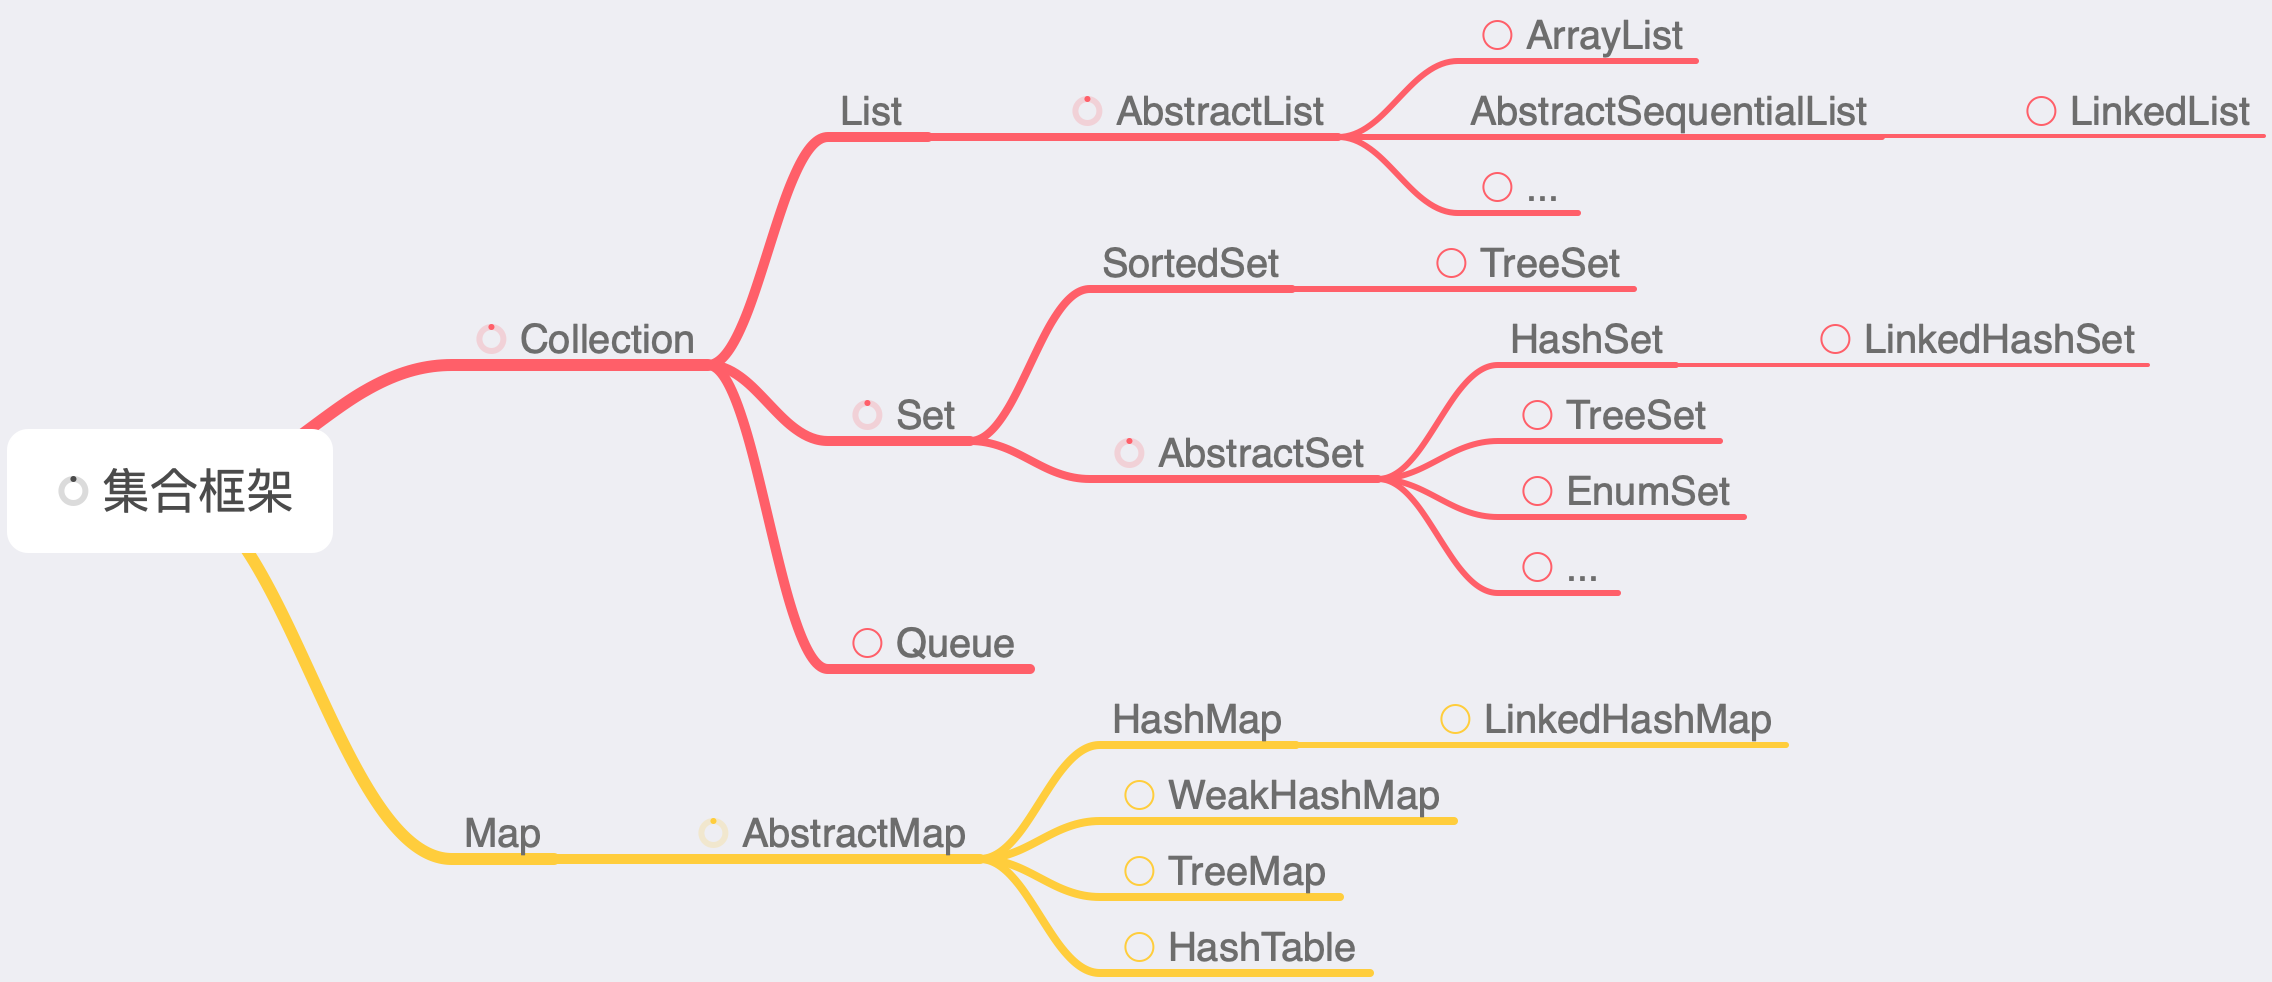 集合框架
Collection
List
AbstractList
ArrayList
AbstractSequentialList
LinkedList
...
Set
SortedSet
TreeSet
AbstractSet
HashSet
LinkedHashSet
TreeSet
EnumSet
...
Queue
Map
AbstractMap
HashMap
LinkedHashMap
WeakHashMap
TreeMap
HashTable